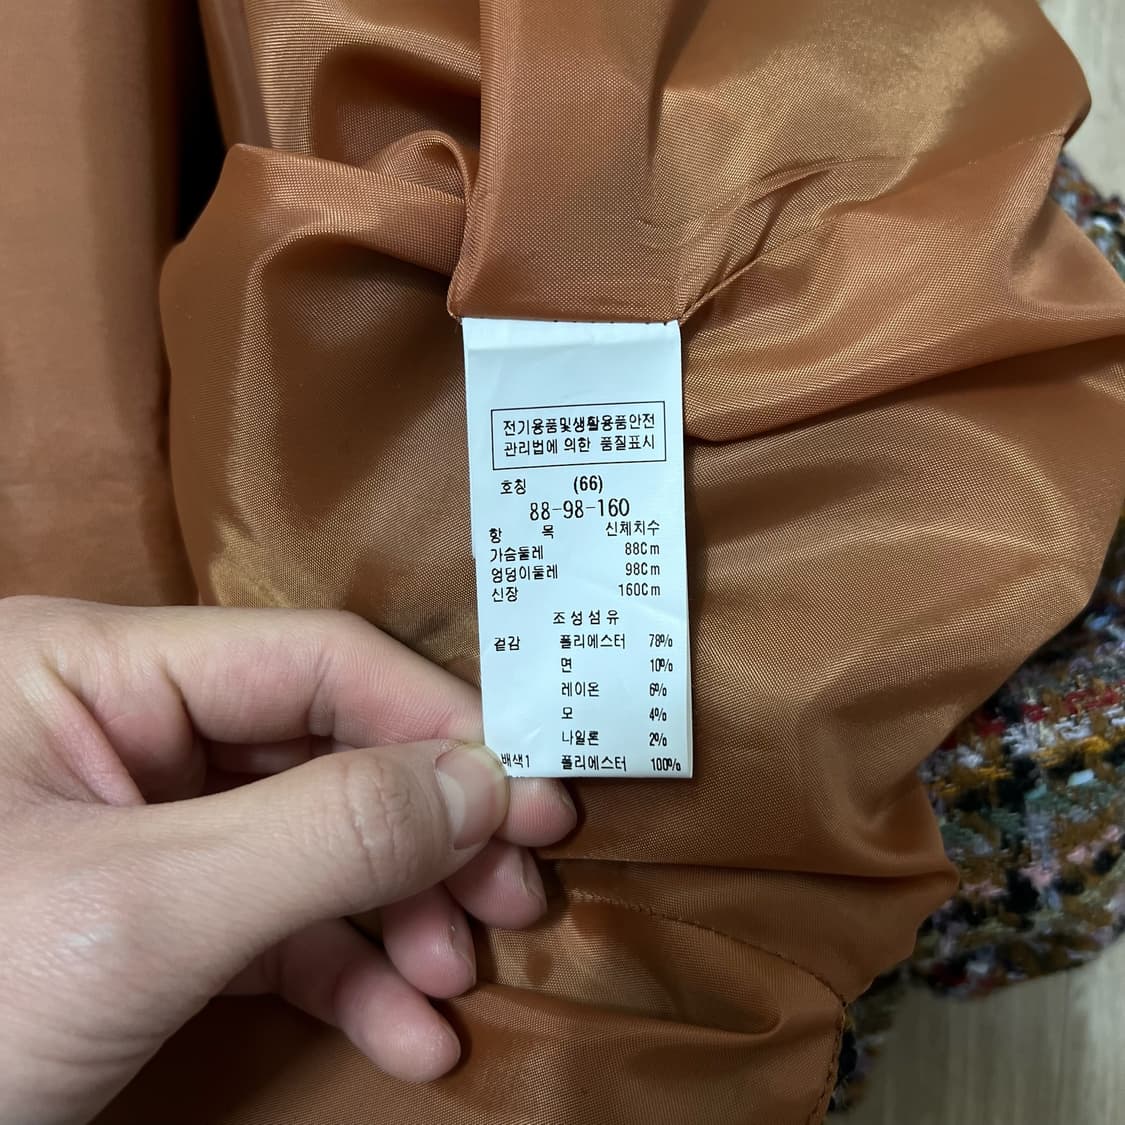 전기용품및생활용품안전
관리법에 의한 품질표시
호칭 (66)
88-98-160
항 목 신체치수
가슴둘레 88Cm
엉덩이둘레 98Cm
신장 160Cm
조성섬유
겉감 폴리에스터 78%
면 10%
레이온 6%
모 4%
나일론 2%
배색1 폴리에스터 100%